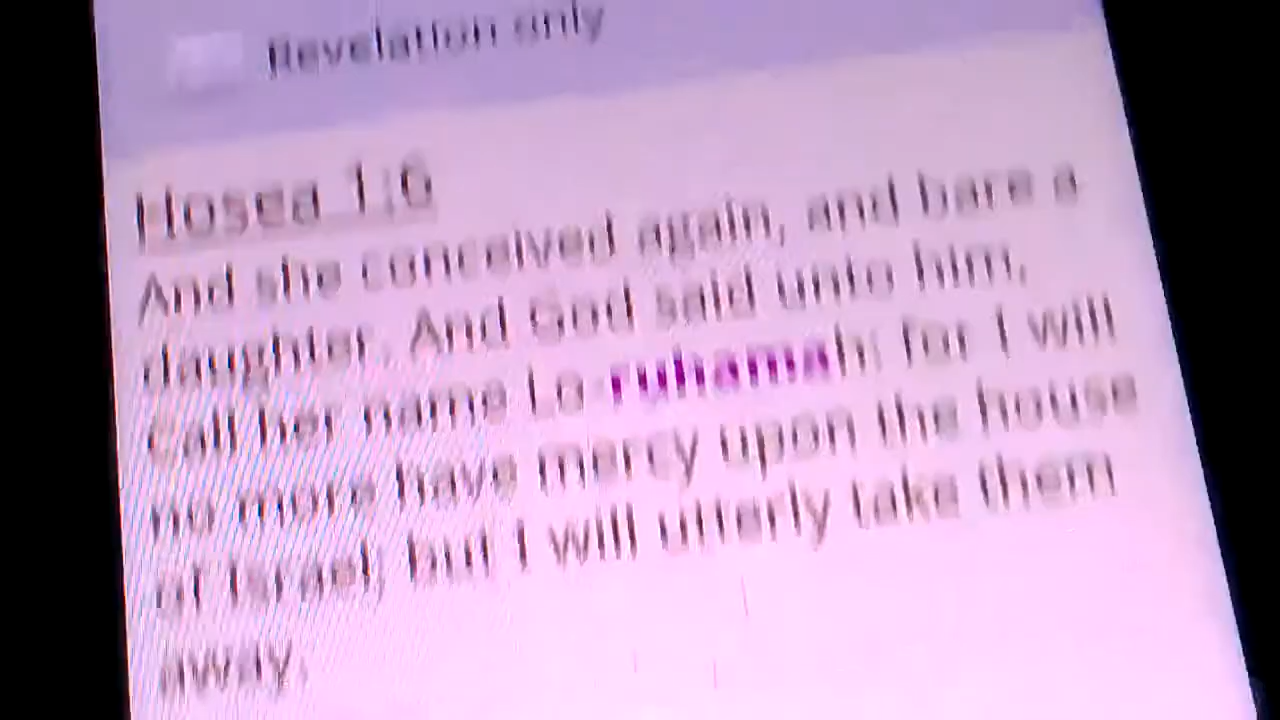 Revelation only
Hosea 1:6
And she conceived again, and bare a
daughter. And God said unto him,
Call her name Lo-ruhamah: for I will
no more have mercy upon the house
of Israel; but I will utterly take them
away.